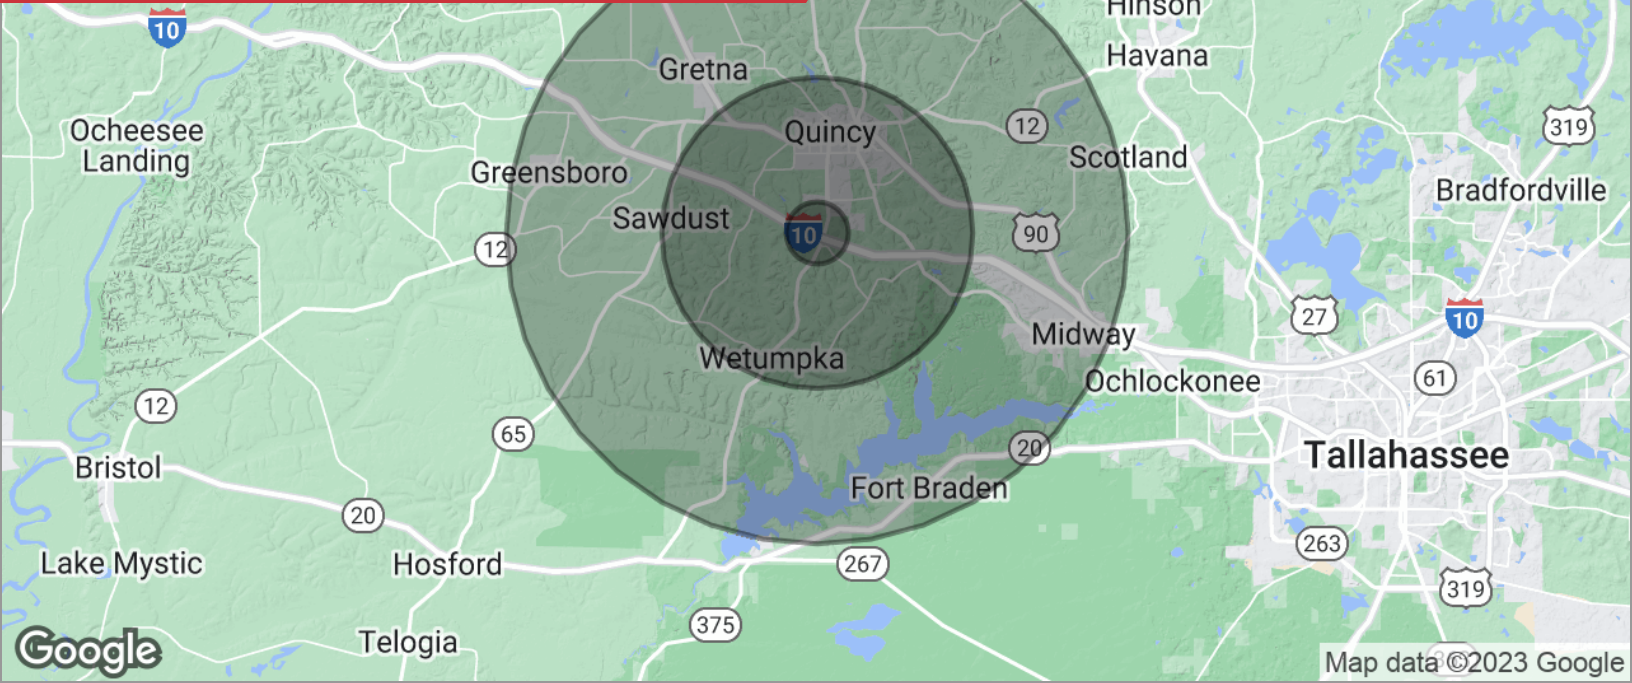 Hinson
10
Havana
Gretna
Ocheesee
Landing
Quincy
12
319
Scotland
Greensboro
Bradfordville
Sawdust
10
90
12
27
10
Midway
Wetumpka
Ochlockonee
61
12
65
20
Tallahassee
Bristol
Fort Braden
20
263
Lake Mystic
Hosford
267
319
375
Telogia
Google
Map data ©2023 Google